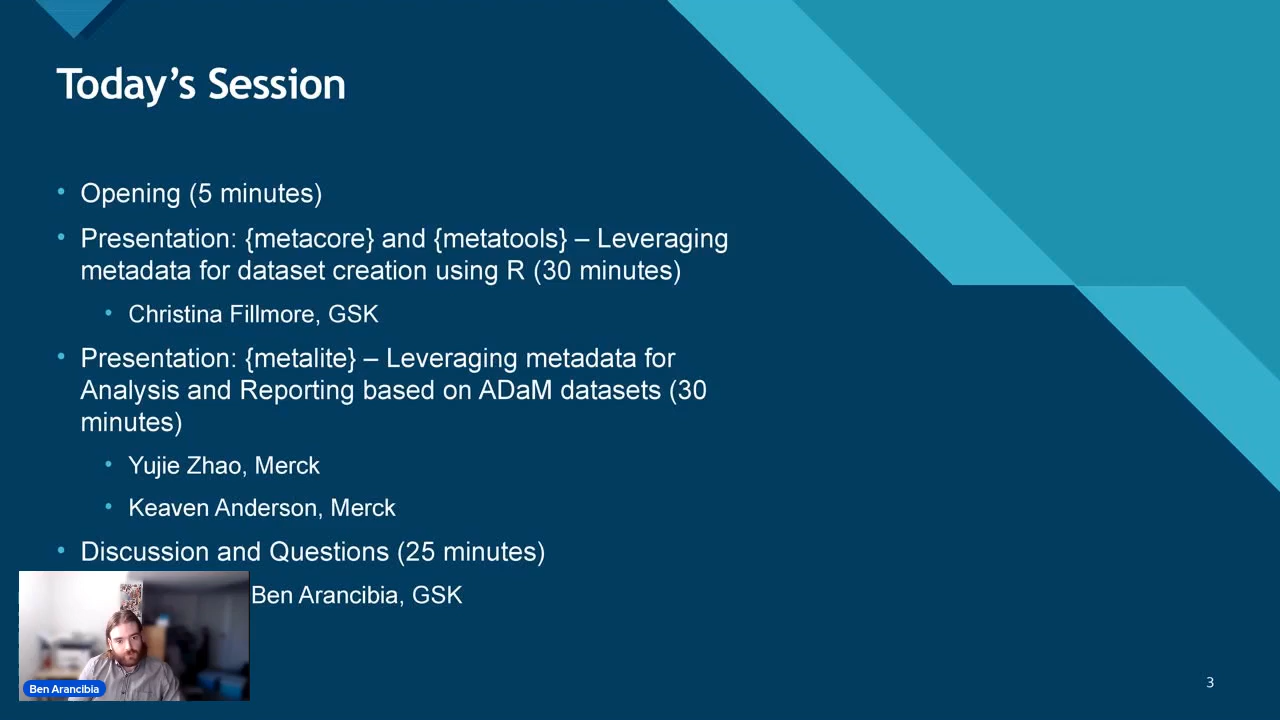 Today's Session
• Opening (5 minutes)
• Presentation: {metacore} and {metatools} – Leveraging
metadata for dataset creation using R (30 minutes)
• Christina Fillmore, GSK
• Presentation: {metalite} – Leveraging metadata for
Analysis and Reporting based on ADaM datasets (30
minutes)
• Yujie Zhao, Merck
• Keaven Anderson, Merck
• Discussion and Questions (25 minutes)
Ben Arancibia, GSK
Ben Arancibia
3